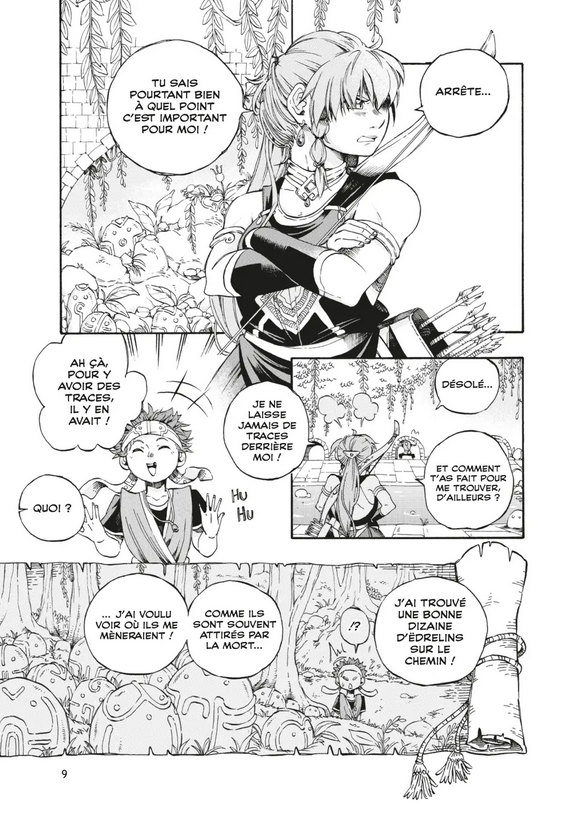 ARRÊTE...
TU SAIS
POURTANT BIEN
À QUEL POINT
C'EST IMPORTANT
POUR MOI !
DÉSOLÉ...
ET COMMENT
T'AS FAIT POUR
ME TROUVER,
D'AILLEURS ?
JE NE
LAISSE
JAMAIS DE
TRACES
DERRIÈRE
MOI !
AH ÇÀ,
POUR Y
AVOIR DES
TRACES,
IL Y EN
AVAIT !
HU
HU
QUOI ?
J'AI TROUVÉ
UNE BONNE
DIZAINE
D'ËDRELINS
SUR LE
CHEMIN !
!?
COMME ILS
SONT SOUVENT
ATTIRÉS PAR
LA MORT...
... J'AI VOULU
VOIR OÙ ILS ME
MÈNERAIENT !
9